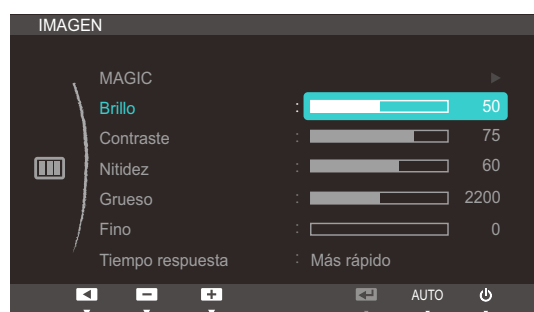 IMAGEN
MAGIC
Brillo : 50
Contraste : 75
Nitidez : 60
Grueso : 2200
Fino : 0
Tiempo respuesta : Más rápido
AUTO